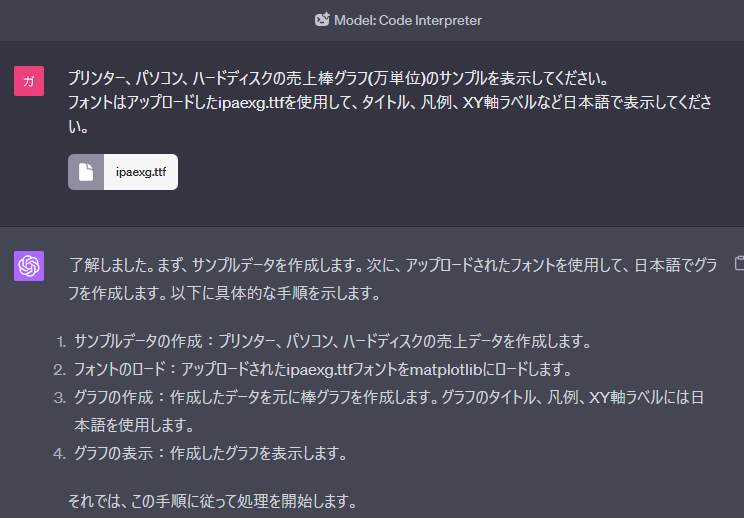 Model: Code Interpreter
ガ
プリンター、パソコン、ハードディスクの売上棒グラフ(万単位)のサンプルを表示してください。
フォントはアップロードしたipaexg.ttfを使用して、タイトル、凡例、XY軸ラベルなど日本語で表示してくださ
い。
ipaexg.ttf
了解しました。まず、サンプルデータを作成します。次に、アップロードされたフォントを使用して、日本語でグラ
フを作成します。以下に具体的な手順を示します。
1. サンプルデータの作成：プリンター、パソコン、ハードディスクの売上データを作成します。
2. フォントのロード：アップロードされたipaexg.ttfフォントをmatplotlibにロードします。
3. グラフの作成：作成したデータを元に棒グラフを作成します。グラフのタイトル、凡例、XY軸ラベルには日
本語を使用します。
4. グラフの表示：作成したグラフを表示します。
それでは、この手順に従って処理を開始します。